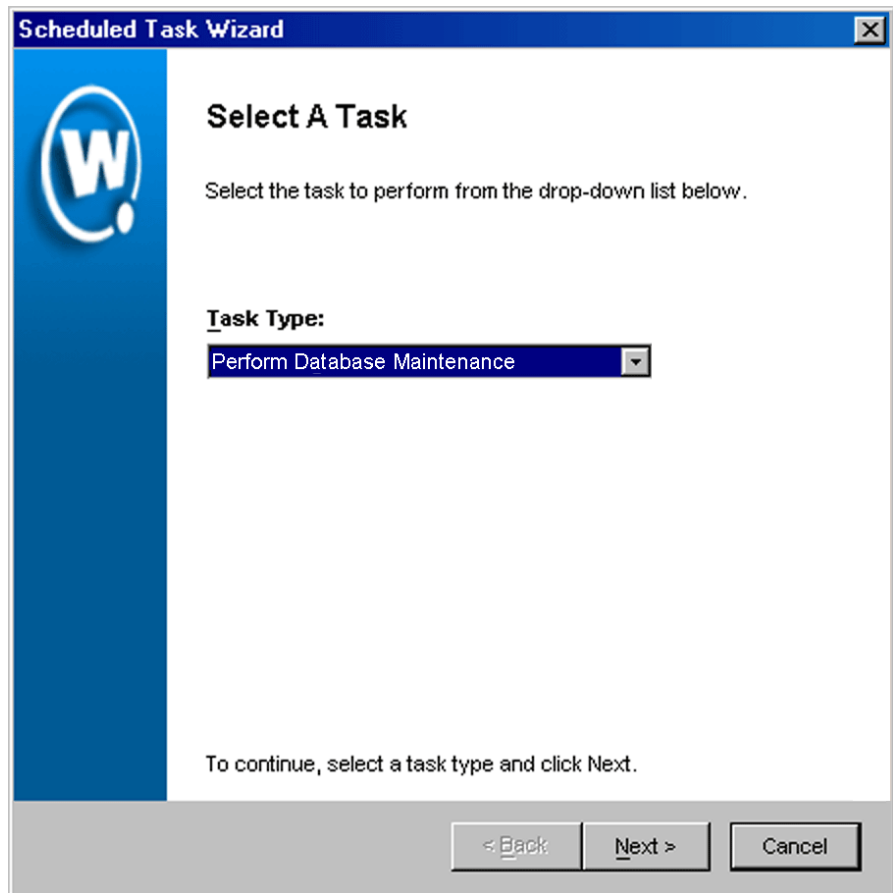 Scheduled Task Wizard
W
Select A Task
Select the task to perform from the drop-down list below.
Task Type:
Perform Database Maintenance
To continue, select a task type and click Next.
< Back Next > Cancel